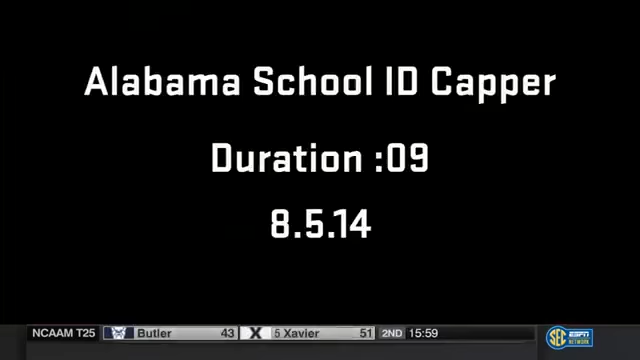 Alabama School ID Capper
Duration :09
8.5.14
NCAAM T25 Butler 43 X 5 Xavier 51 2ND 15:59 SEC ESPN NETWORK